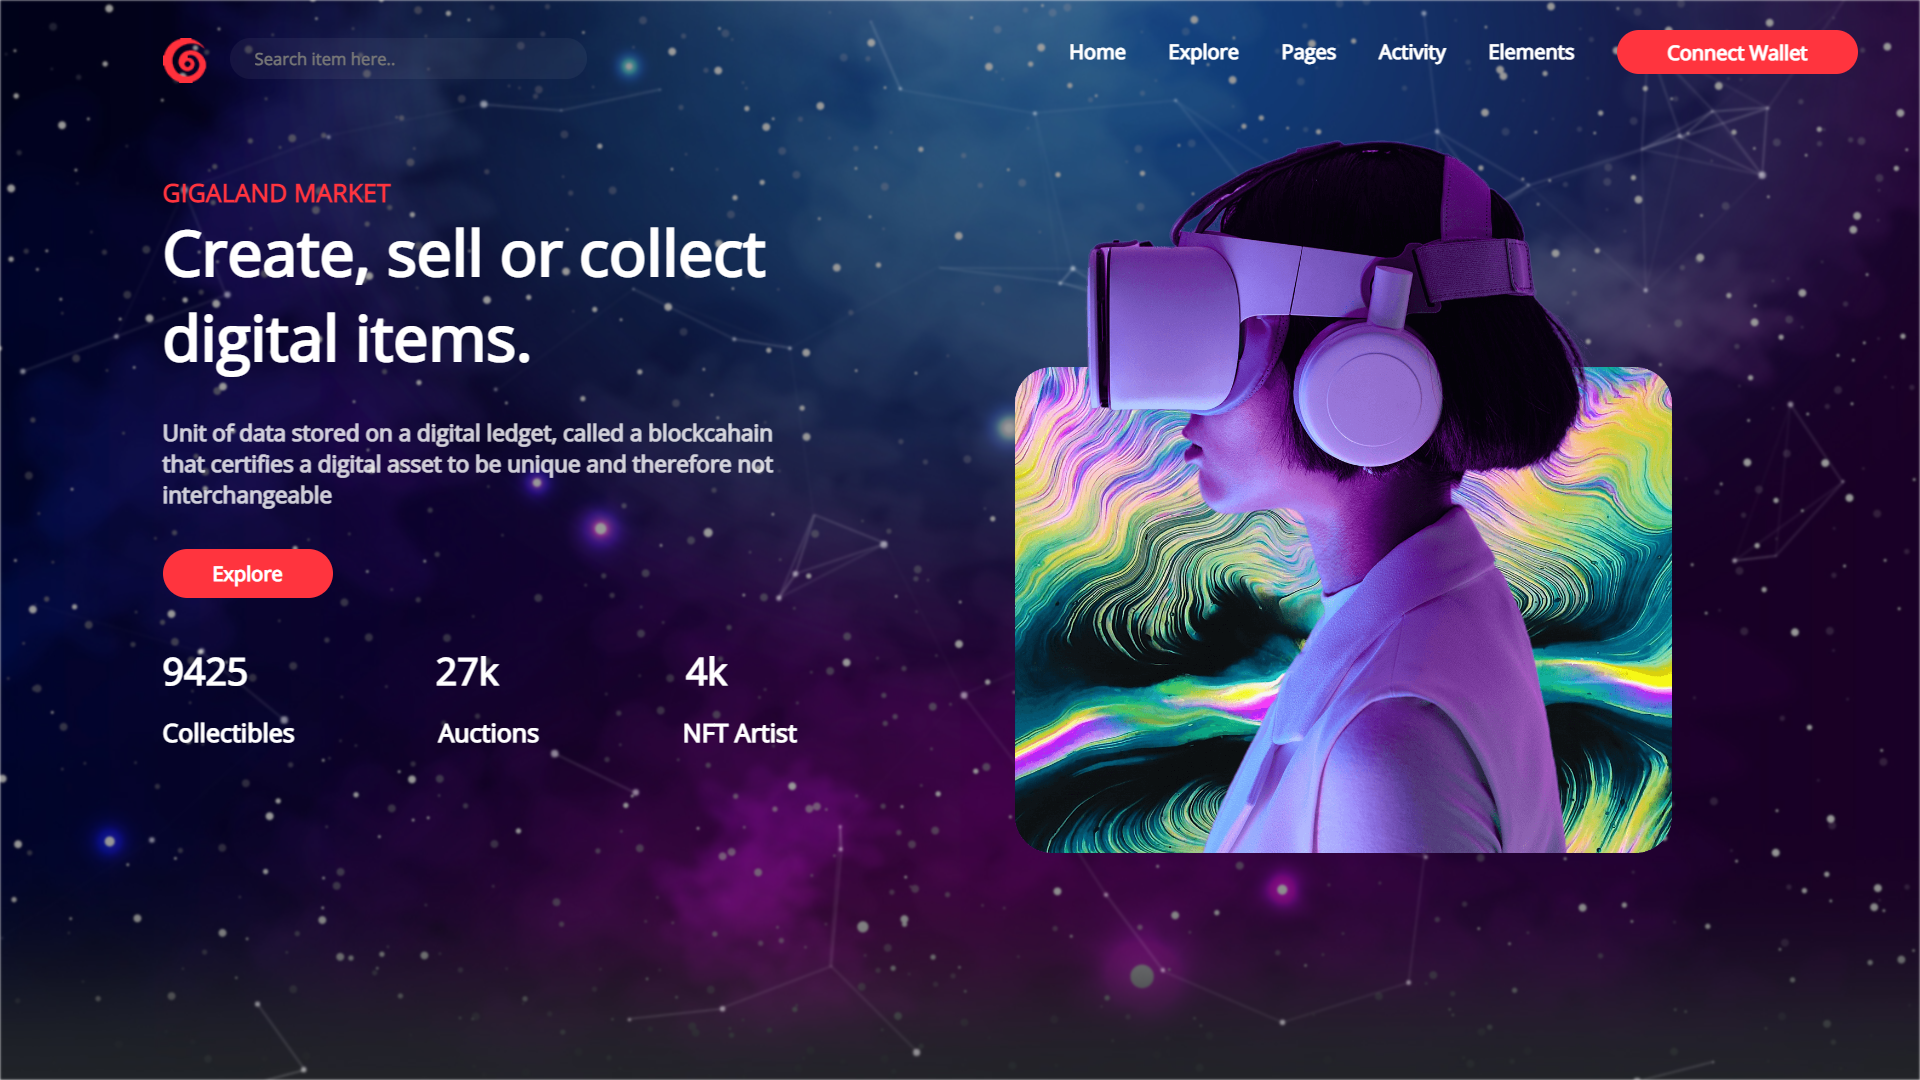 Search item here..
Home
Explore
Pages
Activity
Elements
Connect Wallet
GIGALAND MARKET
Create, sell or collect
digital items.
Unit of data stored on a digital ledget, called a blockcahain
that certifies a digital asset to be unique and therefore not
interchangeable
Explore
9425
27k
4k
Collectibles
Auctions
NFT Artist